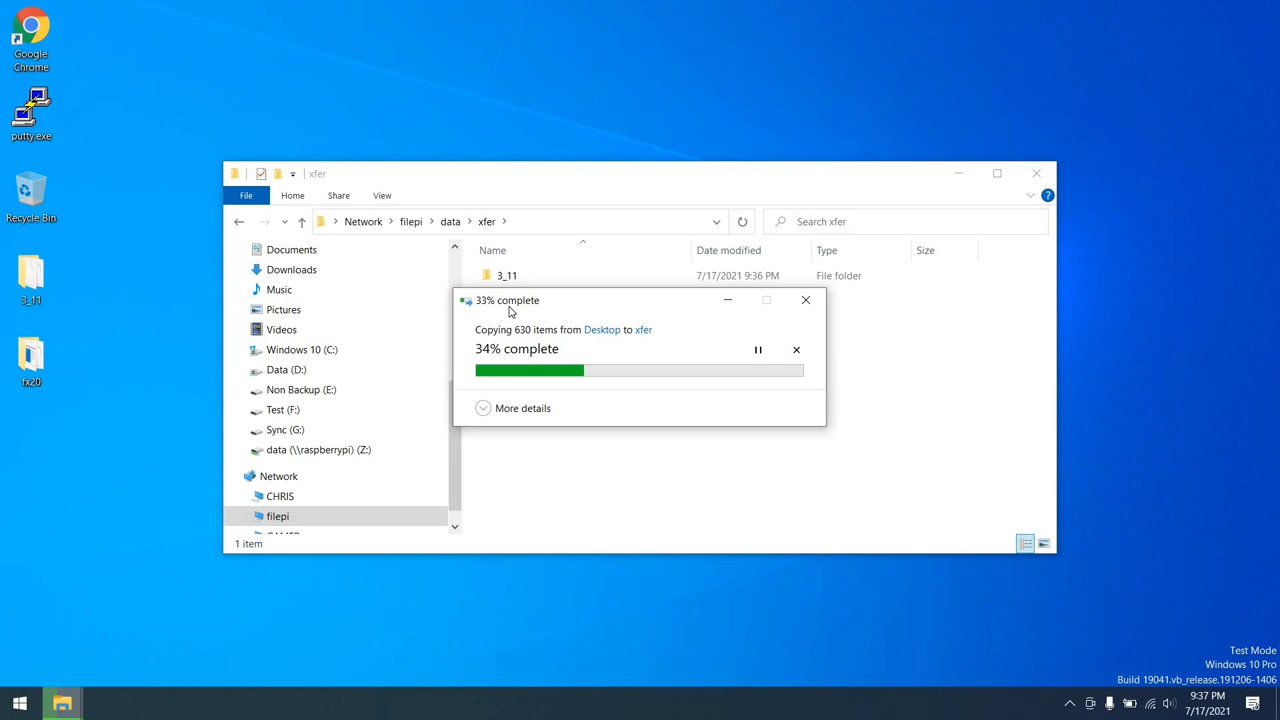 Google
Chrome
putty.exe
Recycle Bin
3_11
fx20
xfer
File
Home
Share
View
Network
filepi
data
xfer
Search xfer
Documents
Downloads
Music
Pictures
Videos
Windows 10 (C:)
Data (D:)
Non Backup (E:)
Test (F:)
Sync (G:)
data (\\raspberrypi) (Z:)
Network
CHRIS
filepi
Name
Date modified
Type
Size
3_11
7/17/2021 9:36 PM
File folder
33% complete
Copying 630 items from Desktop to xfer
34% complete
More details
1 item
Test Mode
Windows 10 Pro
Build 19041.vb_release.191206-1406
9:37 PM
7/17/2021